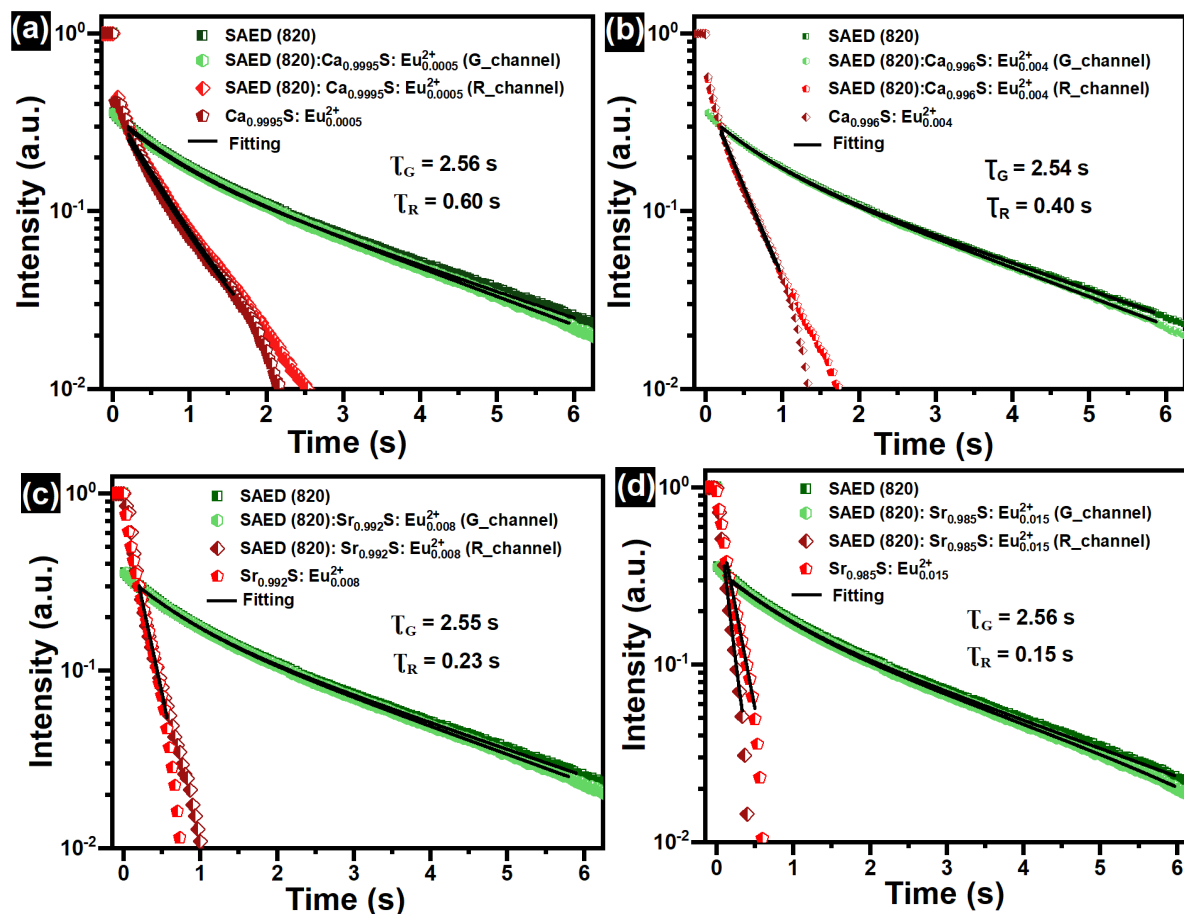 (a)
10⁰
10⁻¹
10⁻²
Intensity (a.u.)
SAED (820)
SAED (820):Ca₀.₉₉₉₅S: Eu²⁺₀.₀₀₀₅ (G_channel)
SAED (820): Ca₀.₉₉₉₅S: Eu²⁺₀.₀₀₀₅ (R_channel)
Ca₀.₉₉₉₅S: Eu²⁺₀.₀₀₀₅
Fitting
τG = 2.56 s
τR = 0.60 s
0 1 2 3 4 5 6
Time (s)
(b)
10⁰
10⁻¹
10⁻²
Intensity (a.u.)
SAED (820)
SAED (820):Ca₀.₉₉₆S: Eu²⁺₀.₀₀₄ (G_channel)
SAED (820):Ca₀.₉₉₆S: Eu²⁺₀.₀₀₄ (R_channel)
Ca₀.₉₉₆S: Eu²⁺₀.₀₀₄
Fitting
τG = 2.54 s
τR = 0.40 s
0 1 2 3 4 5 6
Time (s)
(c)
10⁰
10⁻¹
10⁻²
Intensity (a.u.)
SAED (820)
SAED (820):Sr₀.₉₉₂S: Eu²⁺₀.₀₀₈ (G_channel)
SAED (820): Sr₀.₉₉₂S: Eu²⁺₀.₀₀₈ (R_channel)
Sr₀.₉₉₂S: Eu²⁺₀.₀₀₈
Fitting
τG = 2.55 s
τR = 0.23 s
0 1 2 3 4 5 6
Time (s)
(d)
10⁰
10⁻¹
10⁻²
Intensity (a.u.)
SAED (820)
SAED (820): Sr₀.₉₈₅S: Eu²⁺₀.₀₁₅ (G_channel)
SAED (820): Sr₀.₉₈₅S: Eu²⁺₀.₀₁₅ (R_channel)
Sr₀.₉₈₅S: Eu²⁺₀.₀₁₅
Fitting
τG = 2.56 s
τR = 0.15 s
0 1 2 3 4 5 6
Time (s)